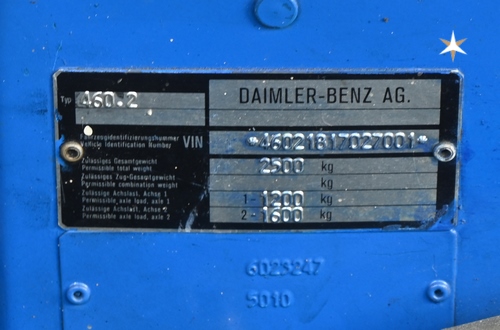 DAIMLER-BENZ AG.
Typ 460.2
Fahrzeugidentifizierungsnummer
Vehicle Identification Number VIN *46021817027001*
Zulässiges Gesamtgewicht
Permissible total weight 2500 kg
Zulässiges Zug-Gesamtgewicht
Permissible combination weight kg
Zulässige Achslast, Achse 1
Permissible axle load, axle 1 1- 1200 kg
Zulässige Achslast, Achse 2
Permissible axle load, axle 2 2- 1600 kg
6023247
5010